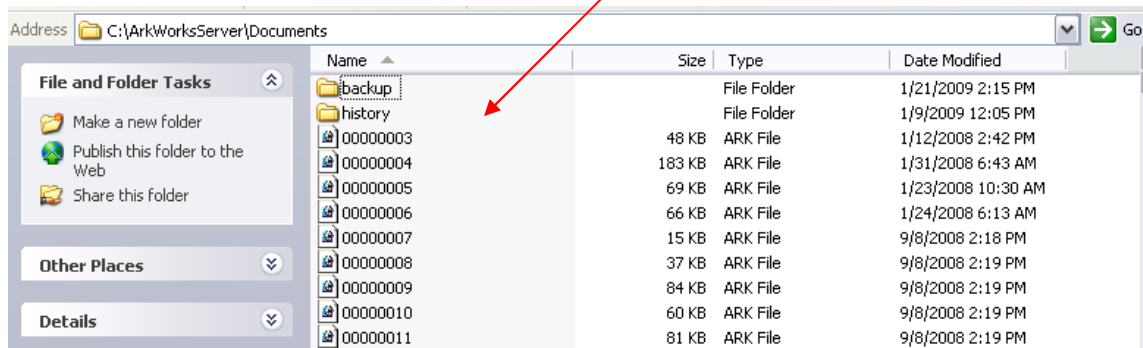 Address C:\ArkWorksServer\Documents Go
Name Size Type Date Modified
File and Folder Tasks
Make a new folder
Publish this folder to the
Web
Share this folder
Other Places
Details
backup File Folder 1/21/2009 2:15 PM
history File Folder 1/9/2009 12:05 PM
00000003 48 KB ARK File 1/12/2008 2:42 PM
00000004 183 KB ARK File 1/31/2008 6:43 AM
00000005 69 KB ARK File 1/23/2008 10:30 AM
00000006 66 KB ARK File 1/24/2008 6:13 AM
00000007 15 KB ARK File 9/8/2008 2:18 PM
00000008 37 KB ARK File 9/8/2008 2:19 PM
00000009 84 KB ARK File 9/8/2008 2:19 PM
00000010 60 KB ARK File 9/8/2008 2:19 PM
00000011 81 KB ARK File 9/8/2008 2:19 PM